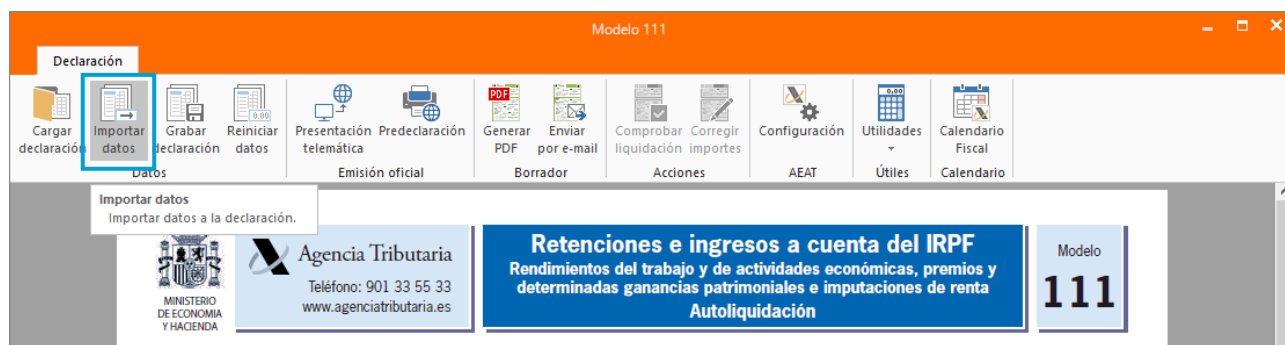 Modelo 111
Declaración
Cargar declaración
Importar datos
Grabar declaración
Reiniciar datos
Presentación telemática
Predeclaración
PDF
Generar PDF
Enviar por e-mail
Comprobar liquidación
Corregir importes
Configuración
Utilidades
Calendario Fiscal
Datos
Emisión oficial
Borrador
Acciones
AEAT
Útiles
Calendario
Importar datos
Importar datos a la declaración.
MINISTERIO
DE ECONOMIA
Y HACIENDA
Agencia Tributaria
Teléfono: 901 33 55 33
www.agenciatributaria.es
Retenciones e ingresos a cuenta del IRPF
Rendimientos del trabajo y de actividades económicas, premios y
determinadas ganancias patrimoniales e imputaciones de renta
Autoliquidación
Modelo
111